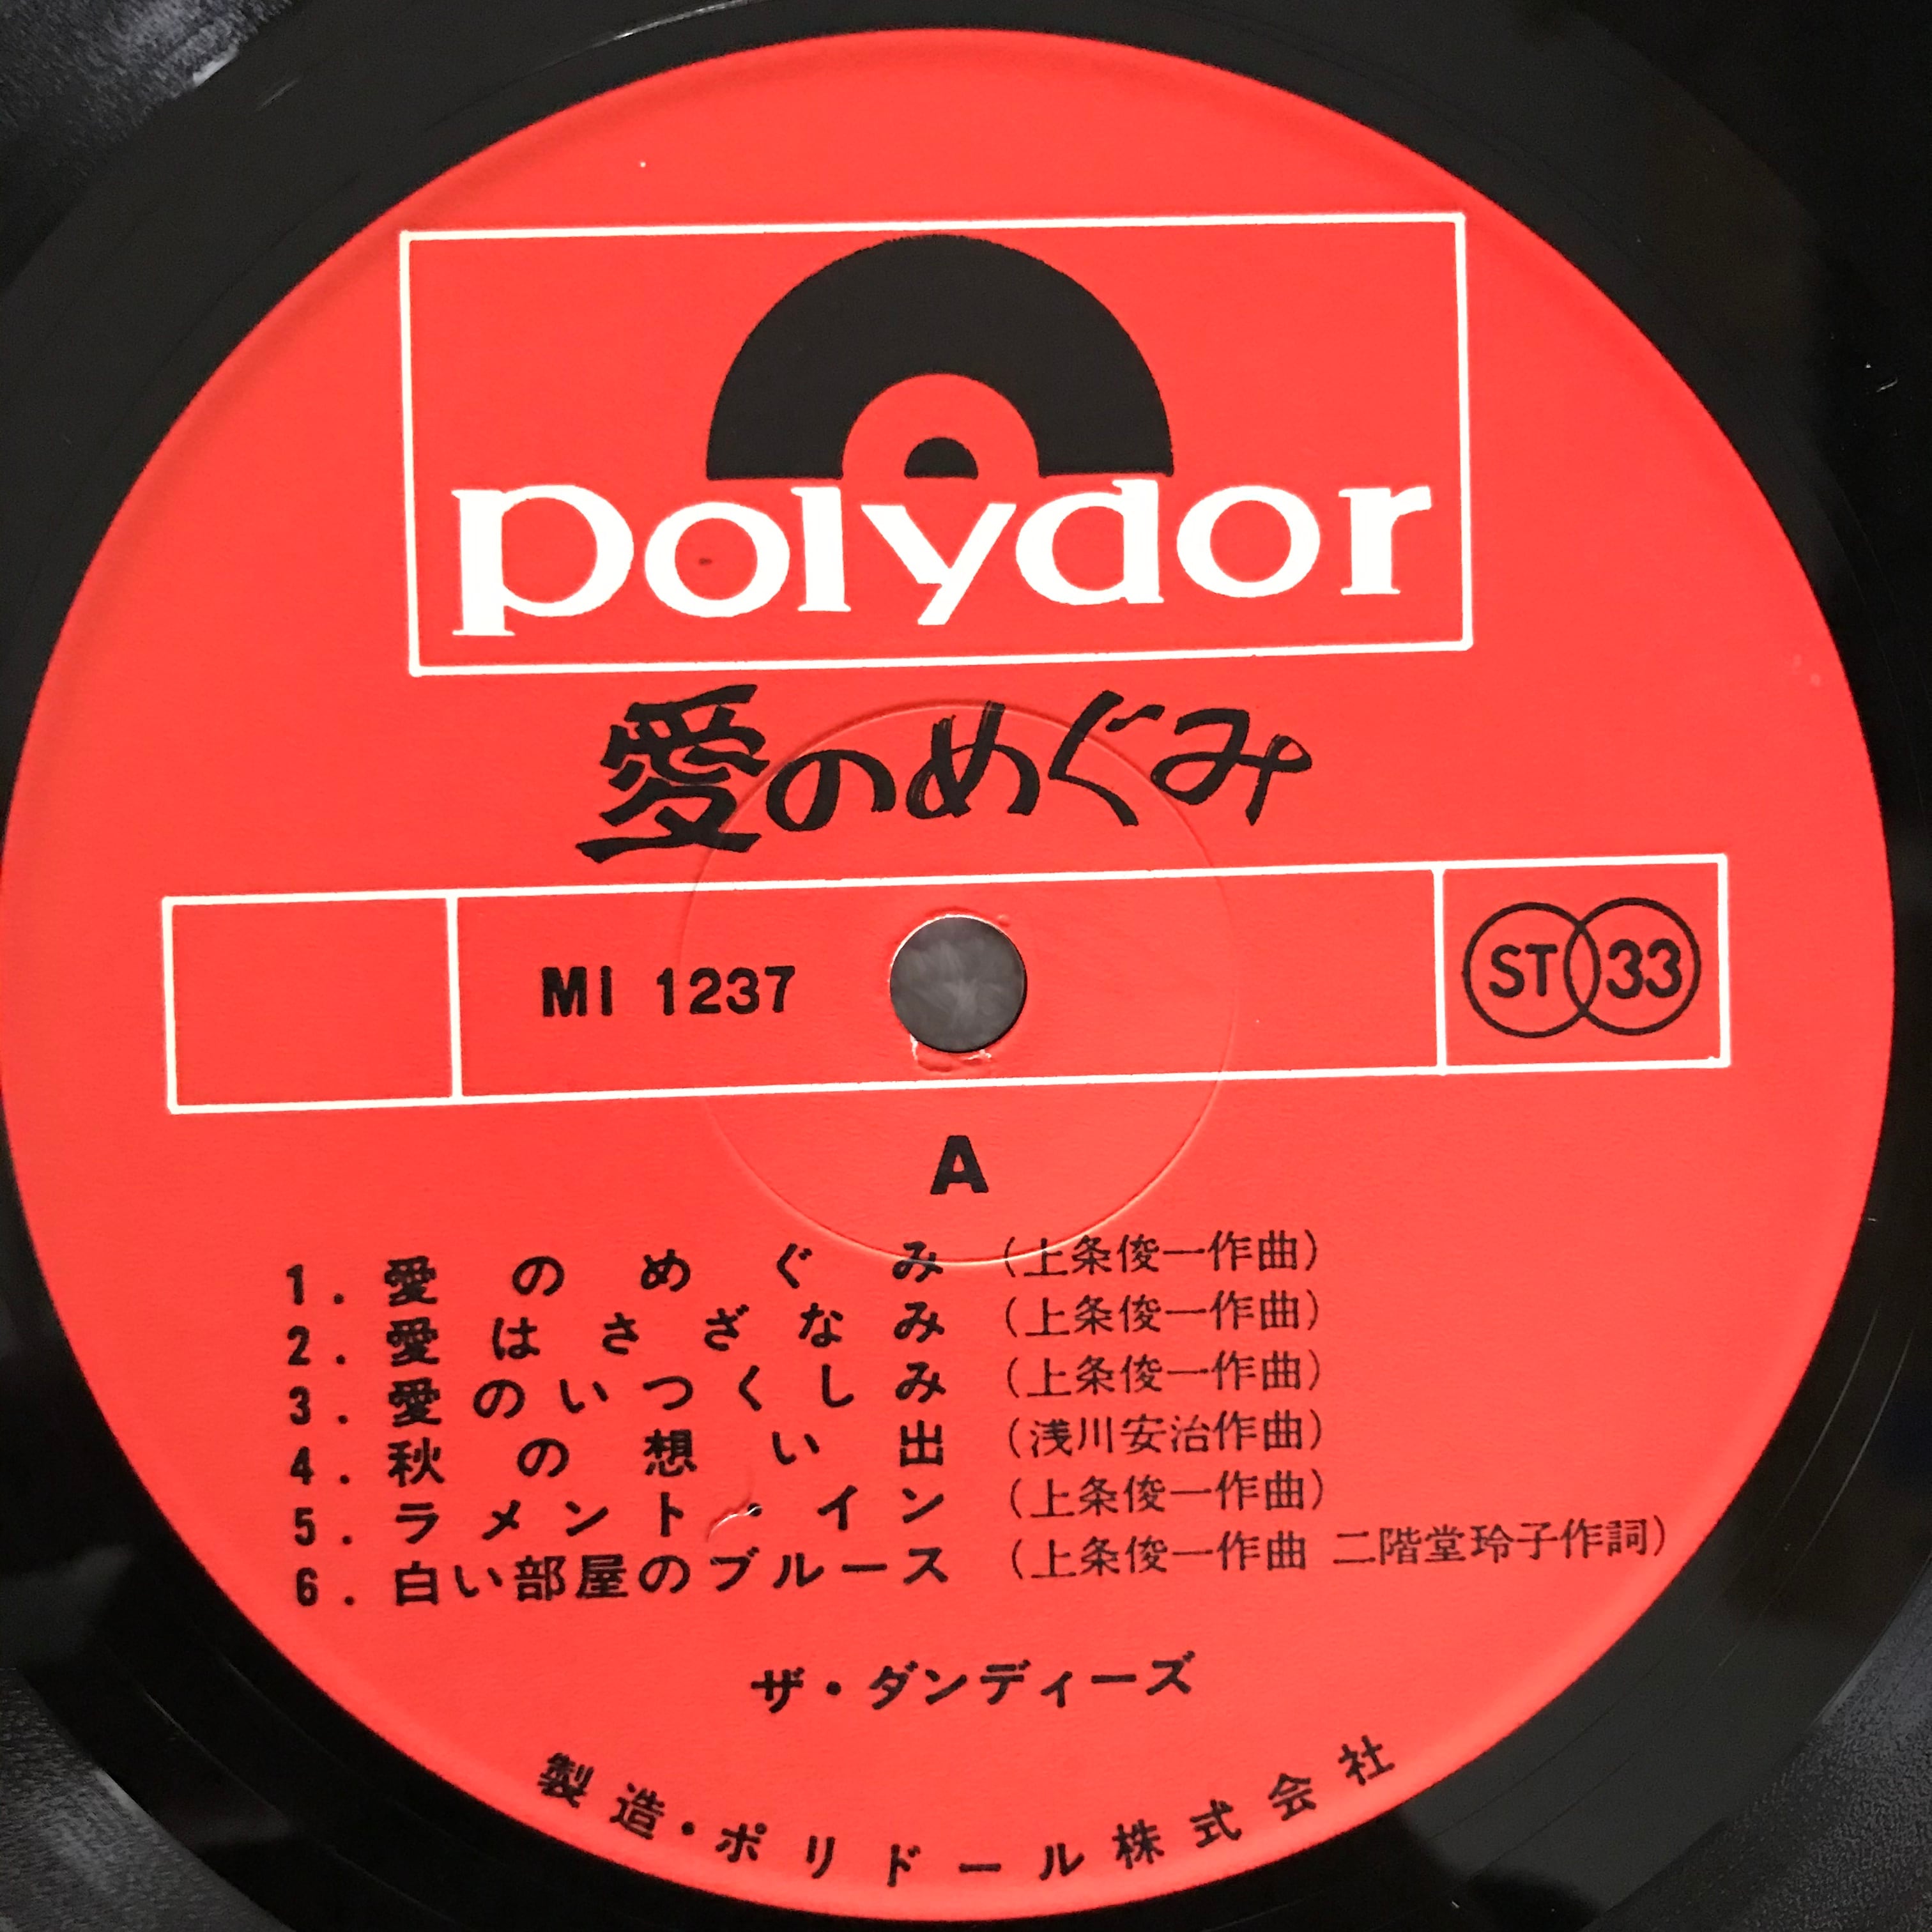 polydor
愛のめぐみ
MI 1237
ST 33
A
1. 愛のめぐみ (上条俊一作曲)
2. 愛はさざなみ (上条俊一作曲)
3. 愛のいつくしみ (上条俊一作曲)
4. 秋の想い出 (浅川安治作曲)
5. ラメント・イン (上条俊一作曲)
6. 白い部屋のブルース (上条俊一作曲 二階堂玲子作詞)
ザ・ダンディーズ
製造・ポリドール株式会社